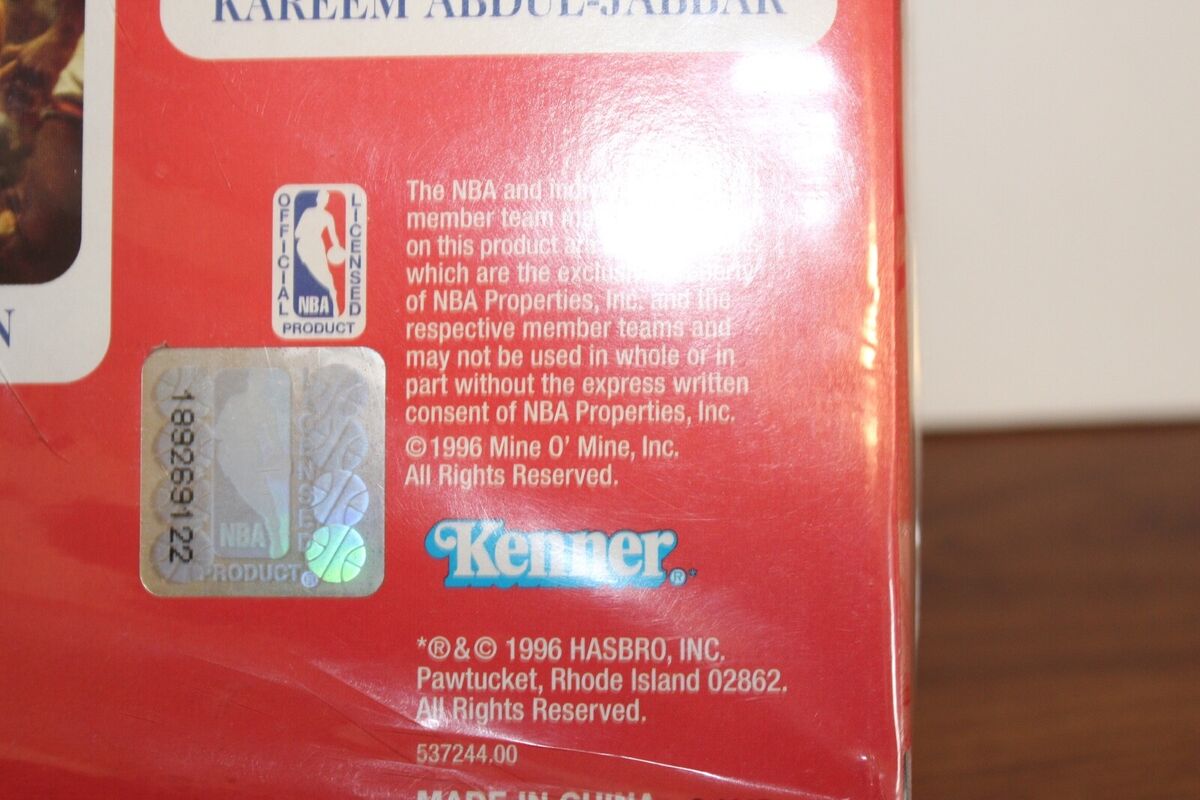 KAREEM ABDUL-JABBAR
N
OFFICIAL LICENSED
NBA
PRODUCT
The NBA and
member team
on this product
which are the
of NBA Properties, Inc. and the
respective member teams and
may not be used in whole or in
part without the express written
consent of NBA Properties, Inc.
©1996 Mine O' Mine, Inc.
All Rights Reserved.
189269122
NBA
PRODUCT®
Kenner®*
*®&© 1996 HASBRO, INC.
Pawtucket, Rhode Island 02862.
All Rights Reserved.
537244.00
MADE IN CHINA